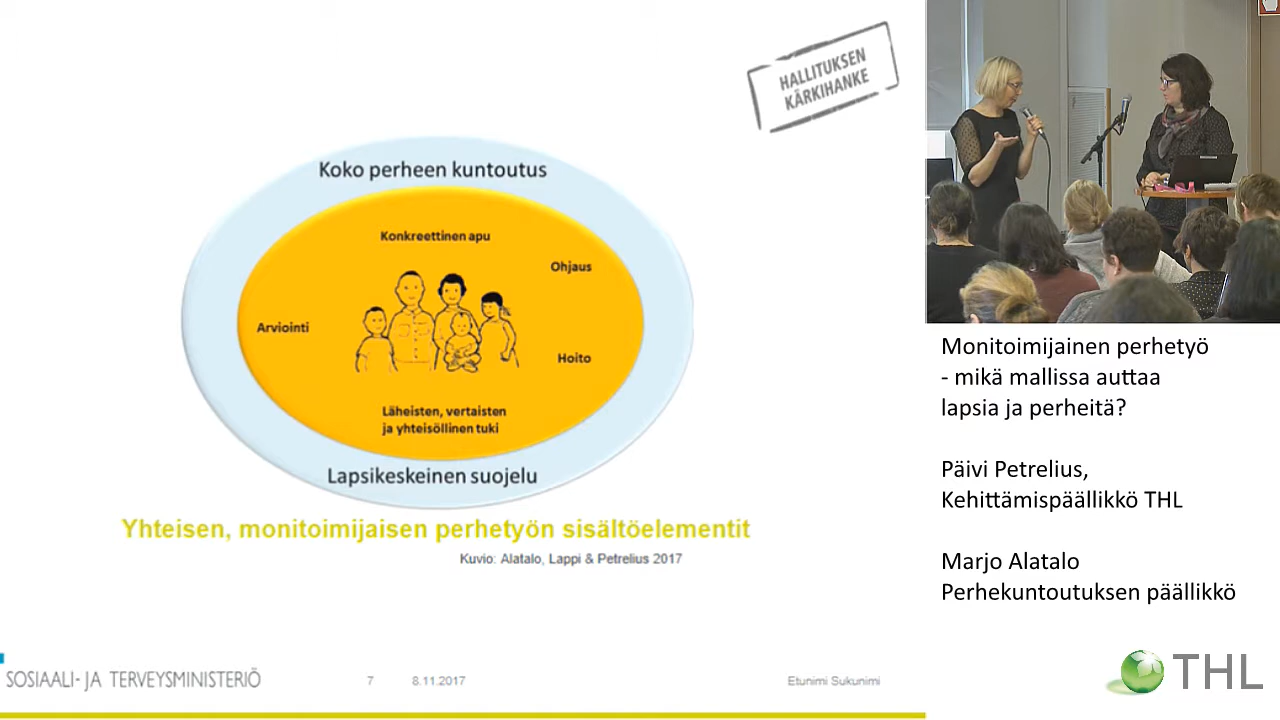 HALLITUKSEN
KÄRKIHANKE
Koko perheen kuntoutus
Konkreettinen apu
Ohjaus
Arviointi
Hoito
Läheisten, vertaisten
ja yhteisöllinen tuki
Lapsikeskeinen suojelu
Yhteisen, monitoimijaisen perhetyön sisältöelementit
Kuvio: Alatalo, Lappi & Petrelius 2017
SOSIAALI- JA TERVEYSMINISTERIÖ
7
8.11.2017
Etunimi Sukunimi
Monitoimijainen perhetyö
- mikä mallissa auttaa
lapsia ja perheitä?
Päivi Petrelius,
Kehittämispäällikkö THL
Marjo Alatalo
Perhekuntoutuksen päällikkö
THL